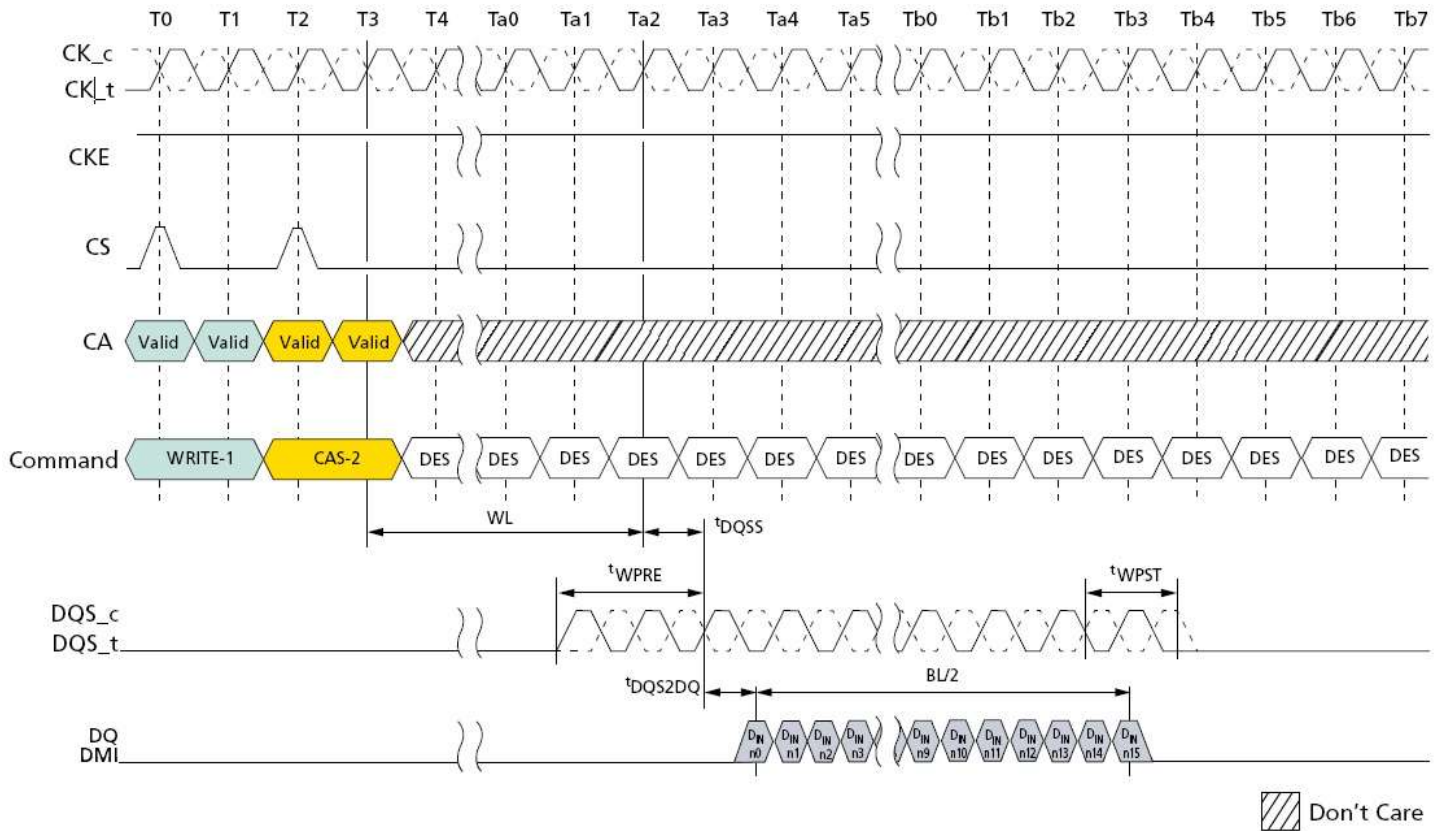 T0 T1 T2 T3 T4 Ta0 Ta1 Ta2 Ta3 Ta4 Ta5 Tb0 Tb1 Tb2 Tb3 Tb4 Tb5 Tb6 Tb7
CK_c
CK_t
CKE
CS
CA Valid Valid Valid Valid
Command WRITE-1 CAS-2 DES DES DES DES DES DES DES DES DES DES DES DES DES DES DES
WL tDQSS
tWPRE tWPST
DQS_c
DQS_t
tDQS2DQ BL/2
DQ DIN n0 DIN n1 DIN n2 DIN n3 DIN n9 DIN n10 DIN n11 DIN n12 DIN n13 DIN n14 DIN n15
DMI
Don't Care